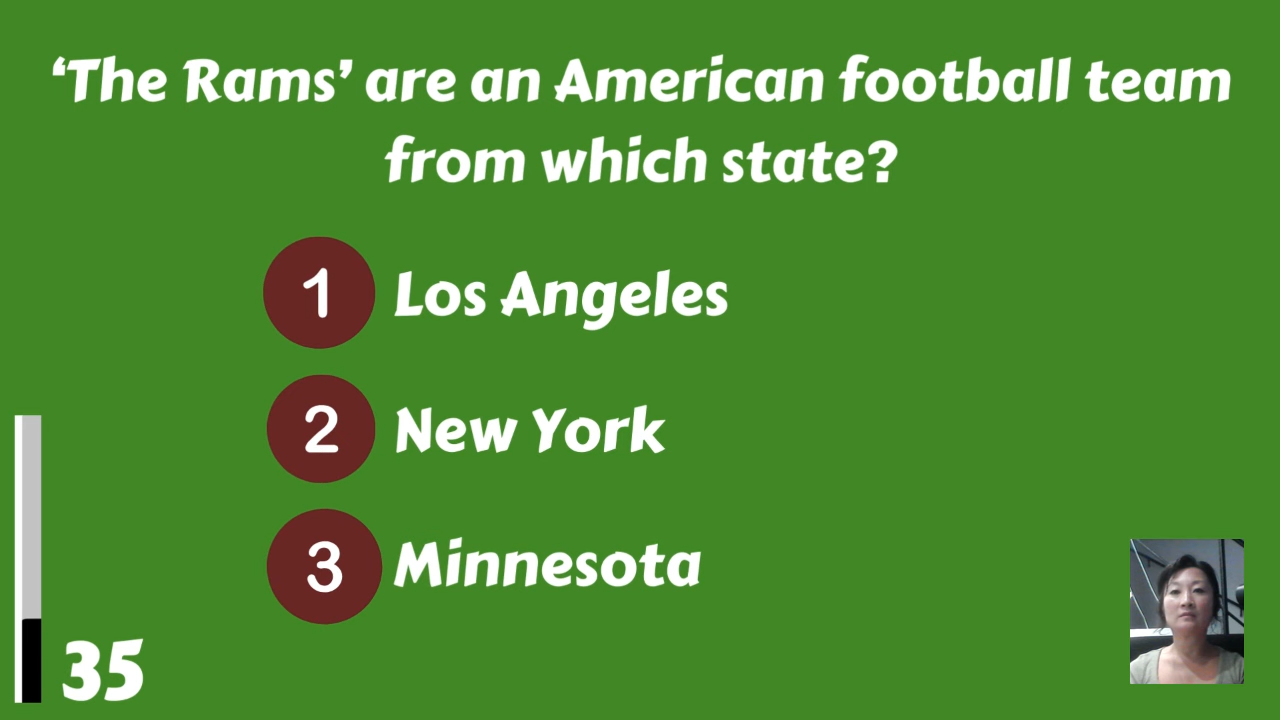 ‘The Rams’ are an American football team
from which state?
1 Los Angeles
2 New York
3 Minnesota
35